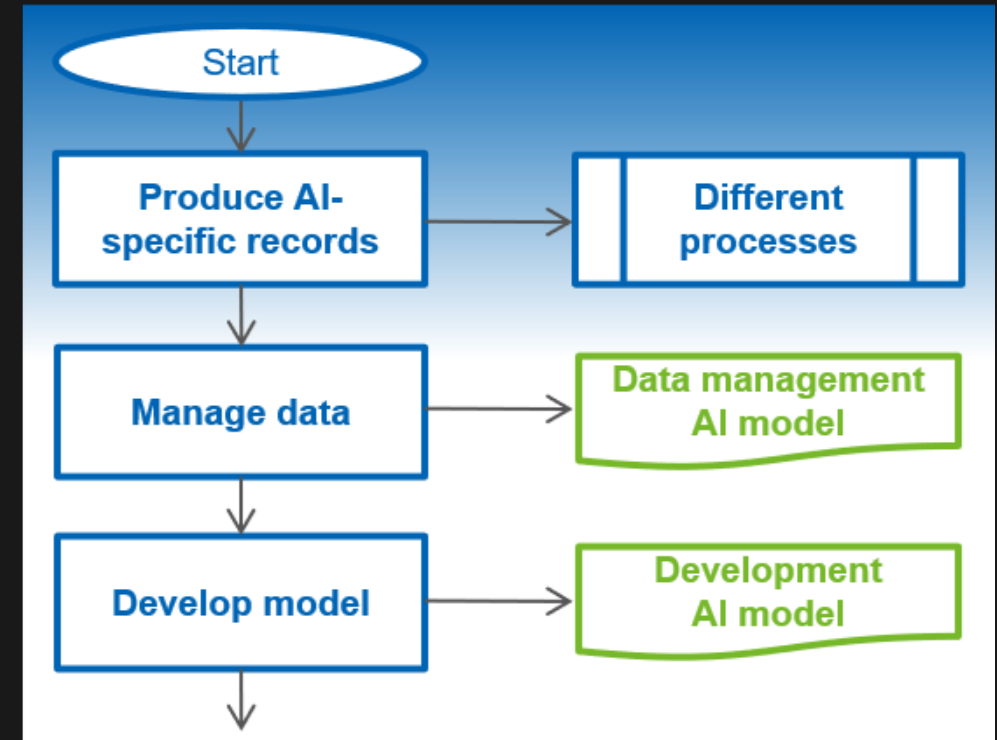 Start
Produce AI-
specific records
Different
processes
Manage data
Data management
AI model
Develop model
Development
AI model